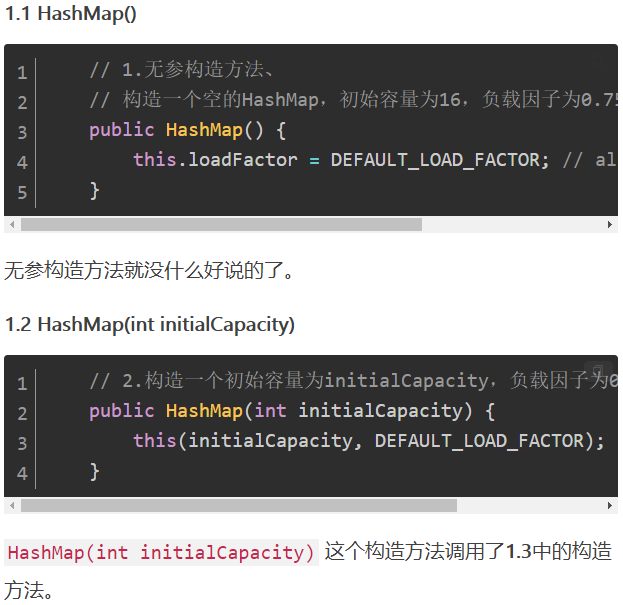 1.1 HashMap()
1 // 1.无参构造方法、
2 // 构造一个空的HashMap，初始容量为16，负载因子为0.75
3 public HashMap() {
4 this.loadFactor = DEFAULT_LOAD_FACTOR; // al
5 }
无参构造方法就没什么好说的了。
1.2 HashMap(int initialCapacity)
1 // 2.构造一个初始容量为initialCapacity，负载因子为0
2 public HashMap(int initialCapacity) {
3 this(initialCapacity, DEFAULT_LOAD_FACTOR);
4 }
HashMap(int initialCapacity) 这个构造方法调用了1.3中的构造
方法。